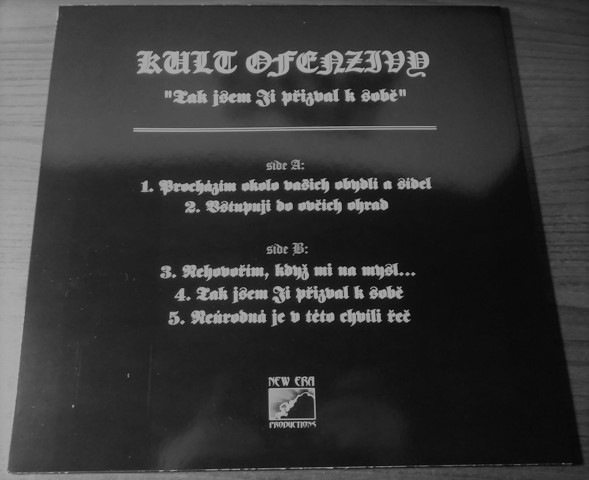 KULT OFENZIVY
"Tak jsem Ji přizval k sobě"
side A:
1. Procházím okolo vašich obydlí a sídel
2. Vstupuji do ovčích ohrad
side B:
3. Nehovořím, když mi na mysl...
4. Tak jsem Ji přizval k sobě
5. Neúrodná je v této chvíli řeč
NEW ERA
PRODUCTIONS